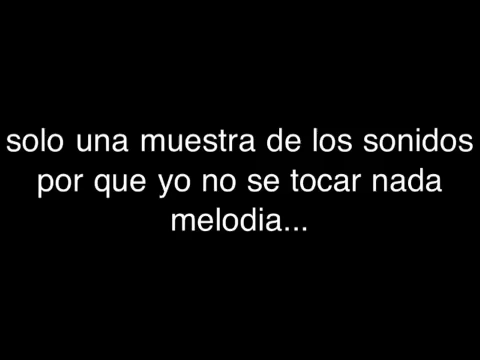 solo una muestra de los sonidos
por que yo no se tocar nada
melodia...